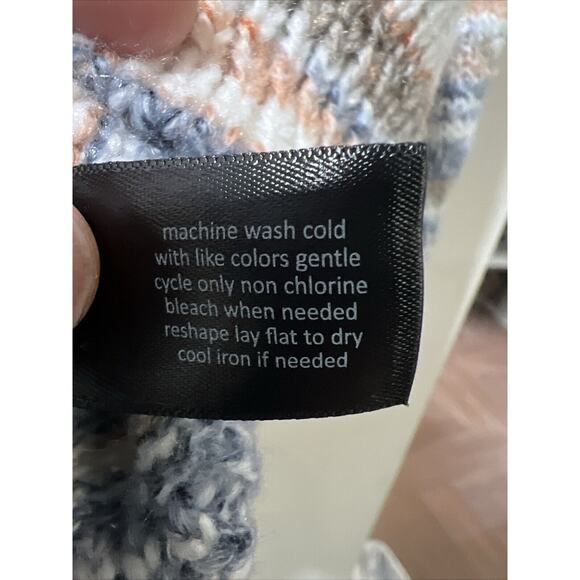 machine wash cold
with like colors gentle
cycle only non chlorine
bleach when needed
reshape lay flat to dry
cool iron if needed